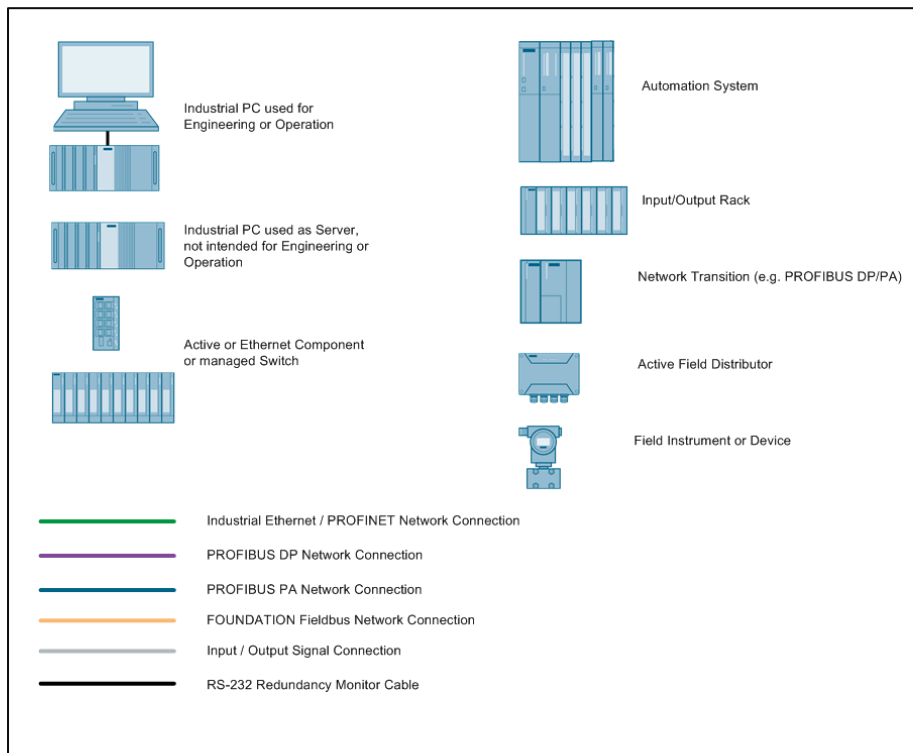 Industrial PC used for
Engineering or Operation
Industrial PC used as Server,
not intended for Engineering or
Operation
Active or Ethernet Component
or managed Switch
Automation System
Input/Output Rack
Network Transition (e.g. PROFIBUS DP/PA)
Active Field Distributor
Field Instrument or Device
Industrial Ethernet / PROFINET Network Connection
PROFIBUS DP Network Connection
PROFIBUS PA Network Connection
FOUNDATION Fieldbus Network Connection
Input / Output Signal Connection
RS-232 Redundancy Monitor Cable